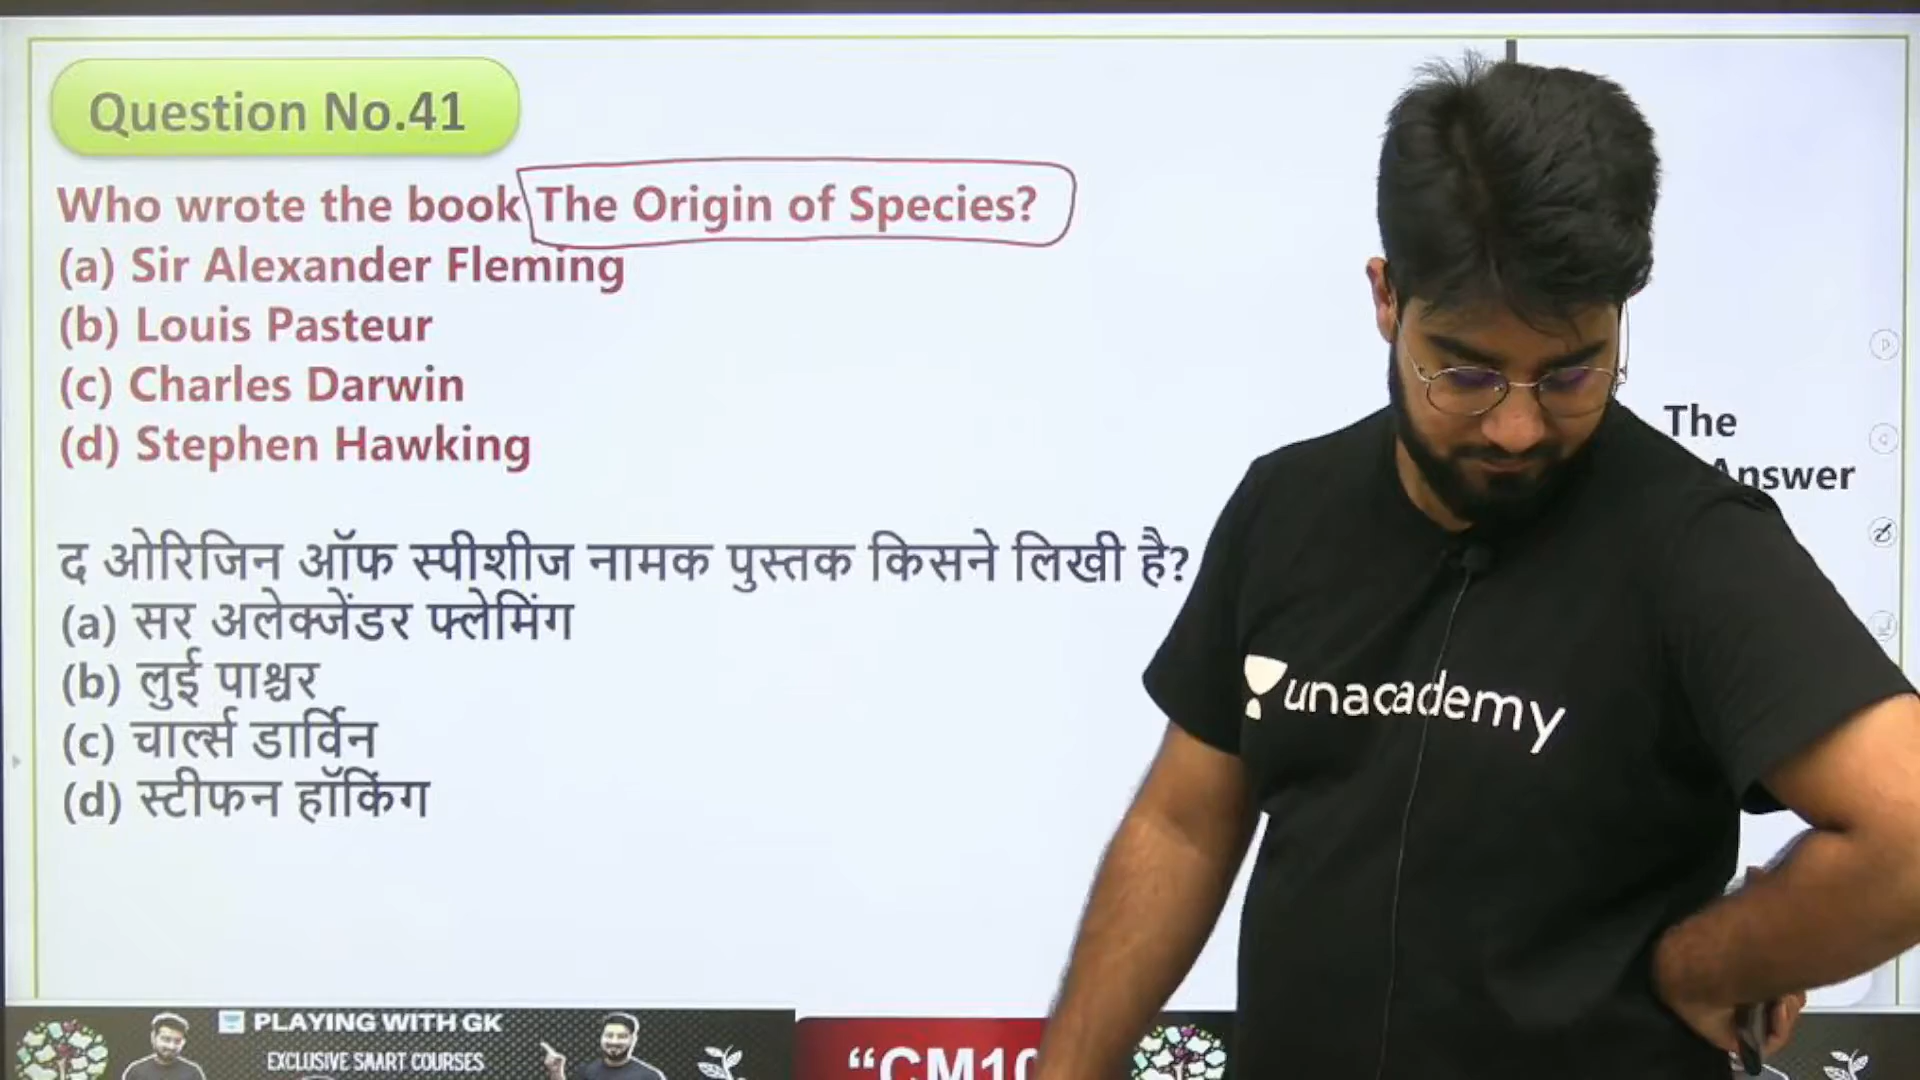 Question No.41
Who wrote the book The Origin of Species?
(a) Sir Alexander Fleming
(b) Louis Pasteur
(c) Charles Darwin
(d) Stephen Hawking
The
Answer
द ओरिजिन ऑफ स्पीशीज नामक पुस्तक किसने लिखी है?
(a) सर अलेक्जेंडर फ्लेमिंग
(b) लुई पाश्चर
(c) चार्ल्स डार्विन
(d) स्टीफन हॉकिंग
unacademy
PLAYING WITH GK
EXCLUSIVE SAART COURSES
“CM10